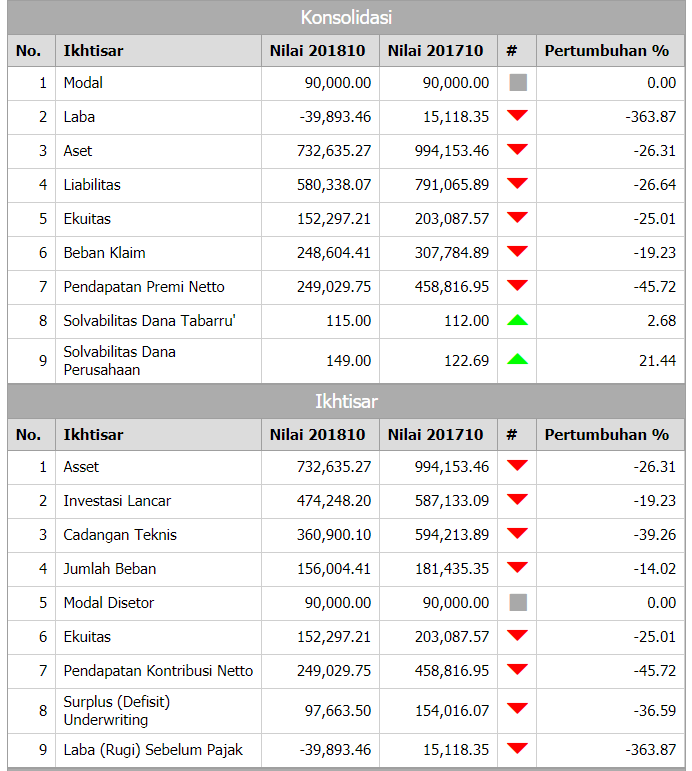 Konsolidasi
No. Ikhtisar Nilai 201810 Nilai 201710 # Pertumbuhan %
1 Modal 90,000.00 90,000.00 0.00
2 Laba -39,893.46 15,118.35 -363.87
3 Aset 732,635.27 994,153.46 -26.31
4 Liabilitas 580,338.07 791,065.89 -26.64
5 Ekuitas 152,297.21 203,087.57 -25.01
6 Beban Klaim 248,604.41 307,784.89 -19.23
7 Pendapatan Premi Netto 249,029.75 458,816.95 -45.72
8 Solvabilitas Dana Tabarru' 115.00 112.00 2.68
9 Solvabilitas Dana
Perusahaan 149.00 122.69 21.44
Ikhtisar
No. Ikhtisar Nilai 201810 Nilai 201710 # Pertumbuhan %
1 Asset 732,635.27 994,153.46 -26.31
2 Investasi Lancar 474,248.20 587,133.09 -19.23
3 Cadangan Teknis 360,900.10 594,213.89 -39.26
4 Jumlah Beban 156,004.41 181,435.35 -14.02
5 Modal Disetor 90,000.00 90,000.00 0.00
6 Ekuitas 152,297.21 203,087.57 -25.01
7 Pendapatan Kontribusi Netto 249,029.75 458,816.95 -45.72
8 Surplus (Defisit)
Underwriting 97,663.50 154,016.07 -36.59
9 Laba (Rugi) Sebelum Pajak -39,893.46 15,118.35 -363.87